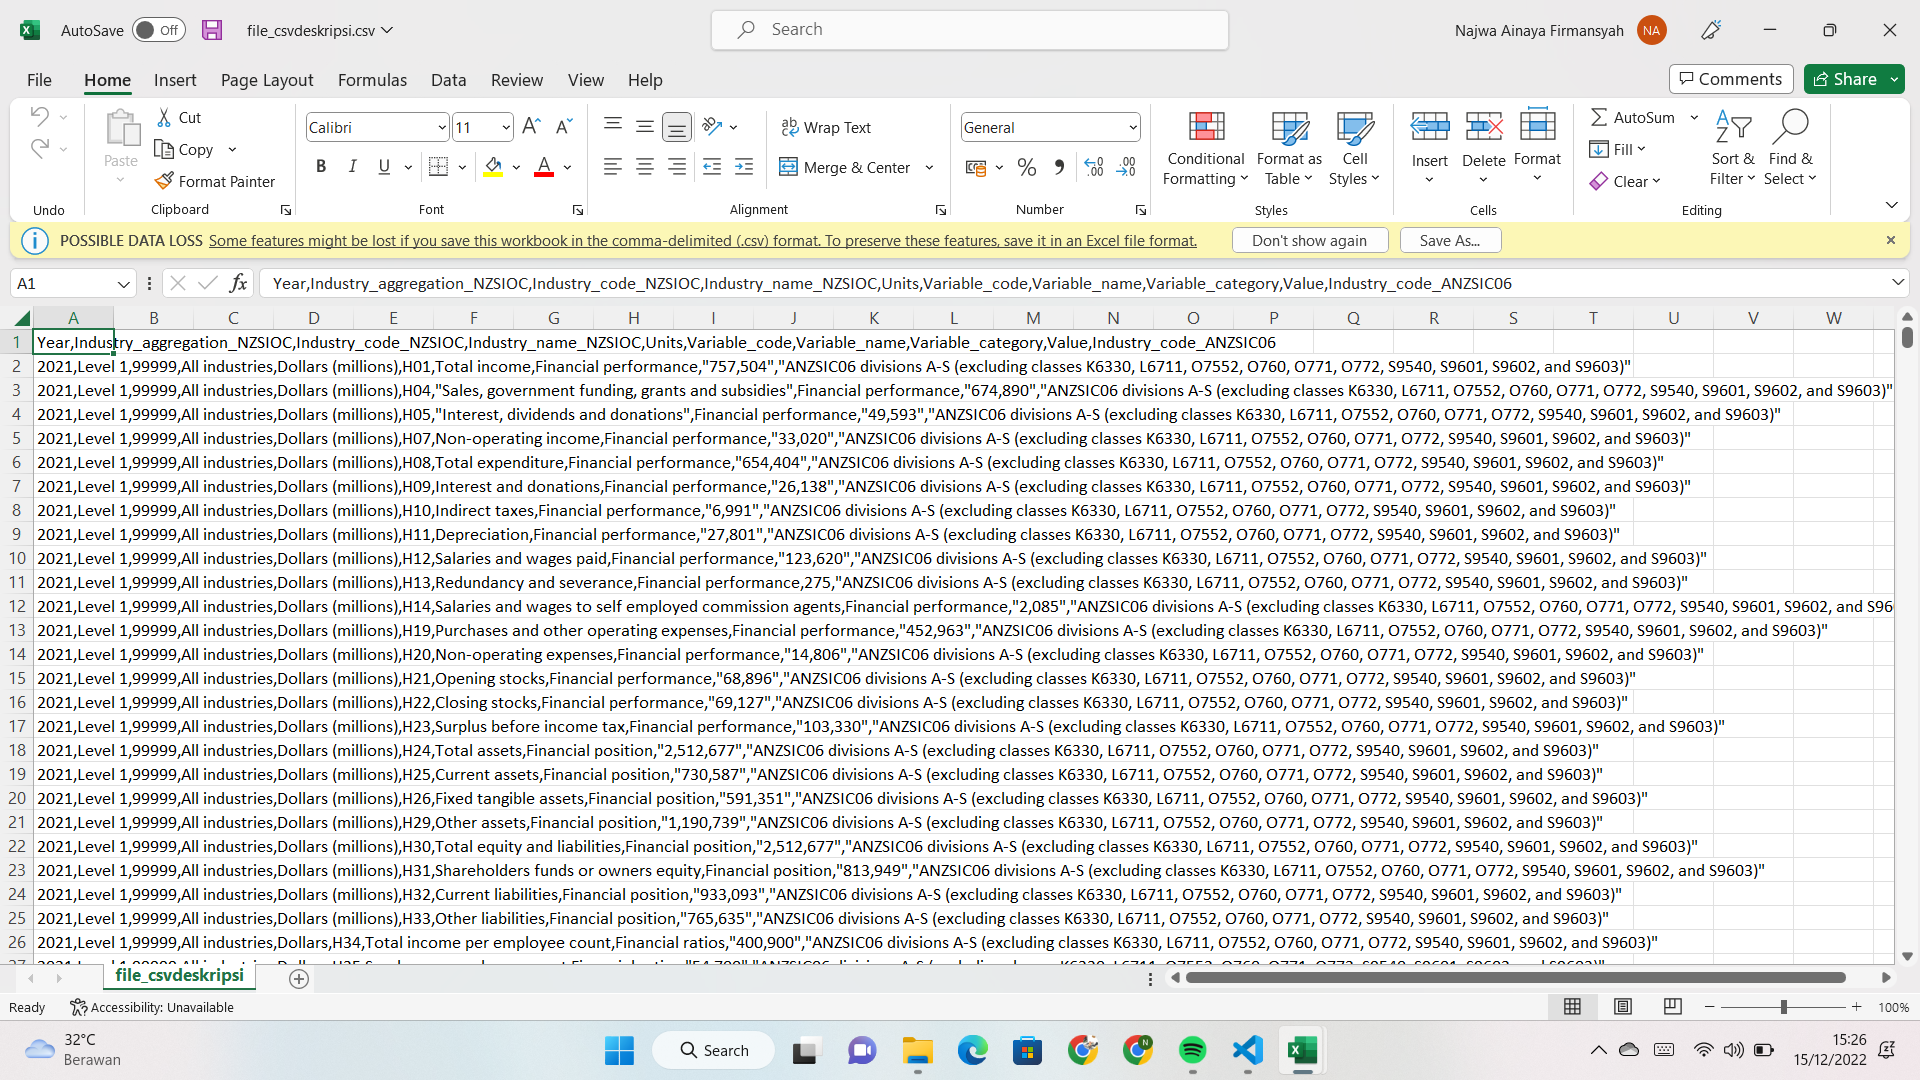 AutoSave Off file_csvdeskripsi.csv Search Najwa Ainaya Firmansyah NA
File Home Insert Page Layout Formulas Data Review View Help Comments Share
Paste Cut Copy Format Painter
Calibri 11
B I U A
Wrap Text
Merge & Center
General
Conditional Formatting Format as Table Cell Styles
Insert Delete Format
AutoSum Fill Clear
Sort & Filter Find & Select
Undo Clipboard Font Alignment Number Styles Cells Editing
POSSIBLE DATA LOSS Some features might be lost if you save this workbook in the comma-delimited (.csv) format. To preserve these features, save it in an Excel file format. Don't show again Save As...
A1 fx Year,Industry_aggregation_NZSIOC,Industry_code_NZSIOC,Industry_name_NZSIOC,Units,Variable_code,Variable_name,Variable_category,Value,Industry_code_ANZSIC06
A B C D E F G H I J K L M N O P Q R S T U V W
1 Year,Industry_aggregation_NZSIOC,Industry_code_NZSIOC,Industry_name_NZSIOC,Units,Variable_code,Variable_name,Variable_category,Value,Industry_code_ANZSIC06
2 2021,Level 1,99999,All industries,Dollars (millions),H01,Total income,Financial performance,"757,504","ANZSIC06 divisions A-S (excluding classes K6330, L6711, O7552, O760, O771, O772, S9540, S9601, S9602, and S9603)"
3 2021,Level 1,99999,All industries,Dollars (millions),H04,"Sales, government funding, grants and subsidies",Financial performance,"674,890","ANZSIC06 divisions A-S (excluding classes K6330, L6711, O7552, O760, O771, O772, S9540, S9601, S9602, and S9603)"
4 2021,Level 1,99999,All industries,Dollars (millions),H05,"Interest, dividends and donations",Financial performance,"49,593","ANZSIC06 divisions A-S (excluding classes K6330, L6711, O7552, O760, O771, O772, S9540, S9601, S9602, and S9603)"
5 2021,Level 1,99999,All industries,Dollars (millions),H07,Non-operating income,Financial performance,"33,020","ANZSIC06 divisions A-S (excluding classes K6330, L6711, O7552, O760, O771, O772, S9540, S9601, S9602, and S9603)"
6 2021,Level 1,99999,All industries,Dollars (millions),H08,Total expenditure,Financial performance,"654,404","ANZSIC06 divisions A-S (excluding classes K6330, L6711, O7552, O760, O771, O772, S9540, S9601, S9602, and S9603)"
7 2021,Level 1,99999,All industries,Dollars (millions),H09,Interest and donations,Financial performance,"26,138","ANZSIC06 divisions A-S (excluding classes K6330, L6711, O7552, O760, O771, O772, S9540, S9601, S9602, and S9603)"
8 2021,Level 1,99999,All industries,Dollars (millions),H10,Indirect taxes,Financial performance,"6,991","ANZSIC06 divisions A-S (excluding classes K6330, L6711, O7552, O760, O771, O772, S9540, S9601, S9602, and S9603)"
9 2021,Level 1,99999,All industries,Dollars (millions),H11,Depreciation,Financial performance,"27,801","ANZSIC06 divisions A-S (excluding classes K6330, L6711, O7552, O760, O771, O772, S9540, S9601, S9602, and S9603)"
10 2021,Level 1,99999,All industries,Dollars (millions),H12,Salaries and wages paid,Financial performance,"123,620","ANZSIC06 divisions A-S (excluding classes K6330, L6711, O7552, O760, O771, O772, S9540, S9601, S9602, and S9603)"
11 2021,Level 1,99999,All industries,Dollars (millions),H13,Redundancy and severance,Financial performance,275,"ANZSIC06 divisions A-S (excluding classes K6330, L6711, O7552, O760, O771, O772, S9540, S9601, S9602, and S9603)"
12 2021,Level 1,99999,All industries,Dollars (millions),H14,Salaries and wages to self employed commission agents,Financial performance,"2,085","ANZSIC06 divisions A-S (excluding classes K6330, L6711, O7552, O760, O771, O772, S9540, S9601, S9602, and S96
13 2021,Level 1,99999,All industries,Dollars (millions),H19,Purchases and other operating expenses,Financial performance,"452,963","ANZSIC06 divisions A-S (excluding classes K6330, L6711, O7552, O760, O771, O772, S9540, S9601, S9602, and S9603)"
14 2021,Level 1,99999,All industries,Dollars (millions),H20,Non-operating expenses,Financial performance,"14,806","ANZSIC06 divisions A-S (excluding classes K6330, L6711, O7552, O760, O771, O772, S9540, S9601, S9602, and S9603)"
15 2021,Level 1,99999,All industries,Dollars (millions),H21,Opening stocks,Financial performance,"68,896","ANZSIC06 divisions A-S (excluding classes K6330, L6711, O7552, O760, O771, O772, S9540, S9601, S9602, and S9603)"
16 2021,Level 1,99999,All industries,Dollars (millions),H22,Closing stocks,Financial performance,"69,127","ANZSIC06 divisions A-S (excluding classes K6330, L6711, O7552, O760, O771, O772, S9540, S9601, S9602, and S9603)"
17 2021,Level 1,99999,All industries,Dollars (millions),H23,Surplus before income tax,Financial performance,"103,330","ANZSIC06 divisions A-S (excluding classes K6330, L6711, O7552, O760, O771, O772, S9540, S9601, S9602, and S9603)"
18 2021,Level 1,99999,All industries,Dollars (millions),H24,Total assets,Financial position,"2,512,677","ANZSIC06 divisions A-S (excluding classes K6330, L6711, O7552, O760, O771, O772, S9540, S9601, S9602, and S9603)"
19 2021,Level 1,99999,All industries,Dollars (millions),H25,Current assets,Financial position,"730,587","ANZSIC06 divisions A-S (excluding classes K6330, L6711, O7552, O760, O771, O772, S9540, S9601, S9602, and S9603)"
20 2021,Level 1,99999,All industries,Dollars (millions),H26,Fixed tangible assets,Financial position,"591,351","ANZSIC06 divisions A-S (excluding classes K6330, L6711, O7552, O760, O771, O772, S9540, S9601, S9602, and S9603)"
21 2021,Level 1,99999,All industries,Dollars (millions),H29,Other assets,Financial position,"1,190,739","ANZSIC06 divisions A-S (excluding classes K6330, L6711, O7552, O760, O771, O772, S9540, S9601, S9602, and S9603)"
22 2021,Level 1,99999,All industries,Dollars (millions),H30,Total equity and liabilities,Financial position,"2,512,677","ANZSIC06 divisions A-S (excluding classes K6330, L6711, O7552, O760, O771, O772, S9540, S9601, S9602, and S9603)"
23 2021,Level 1,99999,All industries,Dollars (millions),H31,Shareholders funds or owners equity,Financial position,"813,949","ANZSIC06 divisions A-S (excluding classes K6330, L6711, O7552, O760, O771, O772, S9540, S9601, S9602, and S9603)"
24 2021,Level 1,99999,All industries,Dollars (millions),H32,Current liabilities,Financial position,"933,093","ANZSIC06 divisions A-S (excluding classes K6330, L6711, O7552, O760, O771, O772, S9540, S9601, S9602, and S9603)"
25 2021,Level 1,99999,All industries,Dollars (millions),H33,Other liabilities,Financial position,"765,635","ANZSIC06 divisions A-S (excluding classes K6330, L6711, O7552, O760, O771, O772, S9540, S9601, S9602, and S9603)"
26 2021,Level 1,99999,All industries,Dollars,H34,Total income per employee count,Financial ratios,"400,900","ANZSIC06 divisions A-S (excluding classes K6330, L6711, O7552, O760, O771, O772, S9540, S9601, S9602, and S9603)"
file_csvdeskripsi
Ready Accessibility: Unavailable 100%
32°C Berawan
Search
15:26
15/12/2022